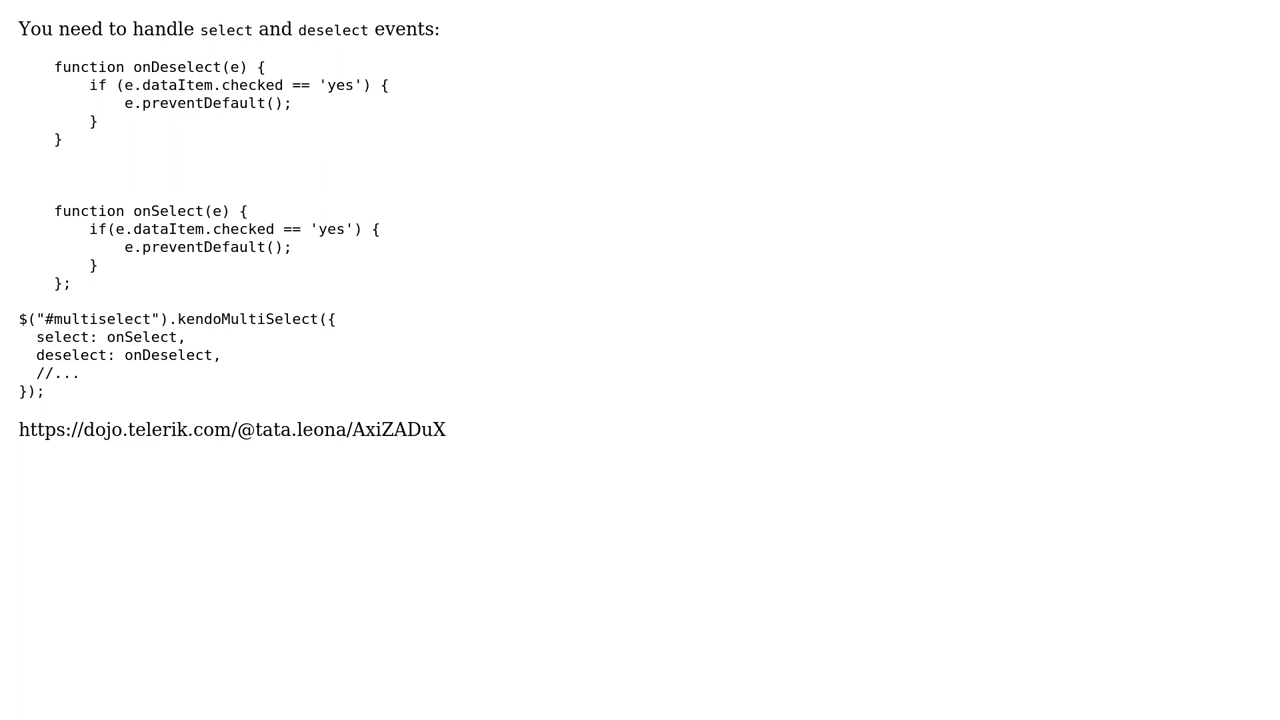 You need to handle select and deselect events:
function onDeselect(e) {
if (e.dataItem.checked == 'yes') {
e.preventDefault();
}
}
function onSelect(e) {
if(e.dataItem.checked == 'yes') {
e.preventDefault();
}
};
$("#multiselect").kendoMultiSelect({
select: onSelect,
deselect: onDeselect,
//...
});
https://dojo.telerik.com/@tata.leona/AxiZADuX